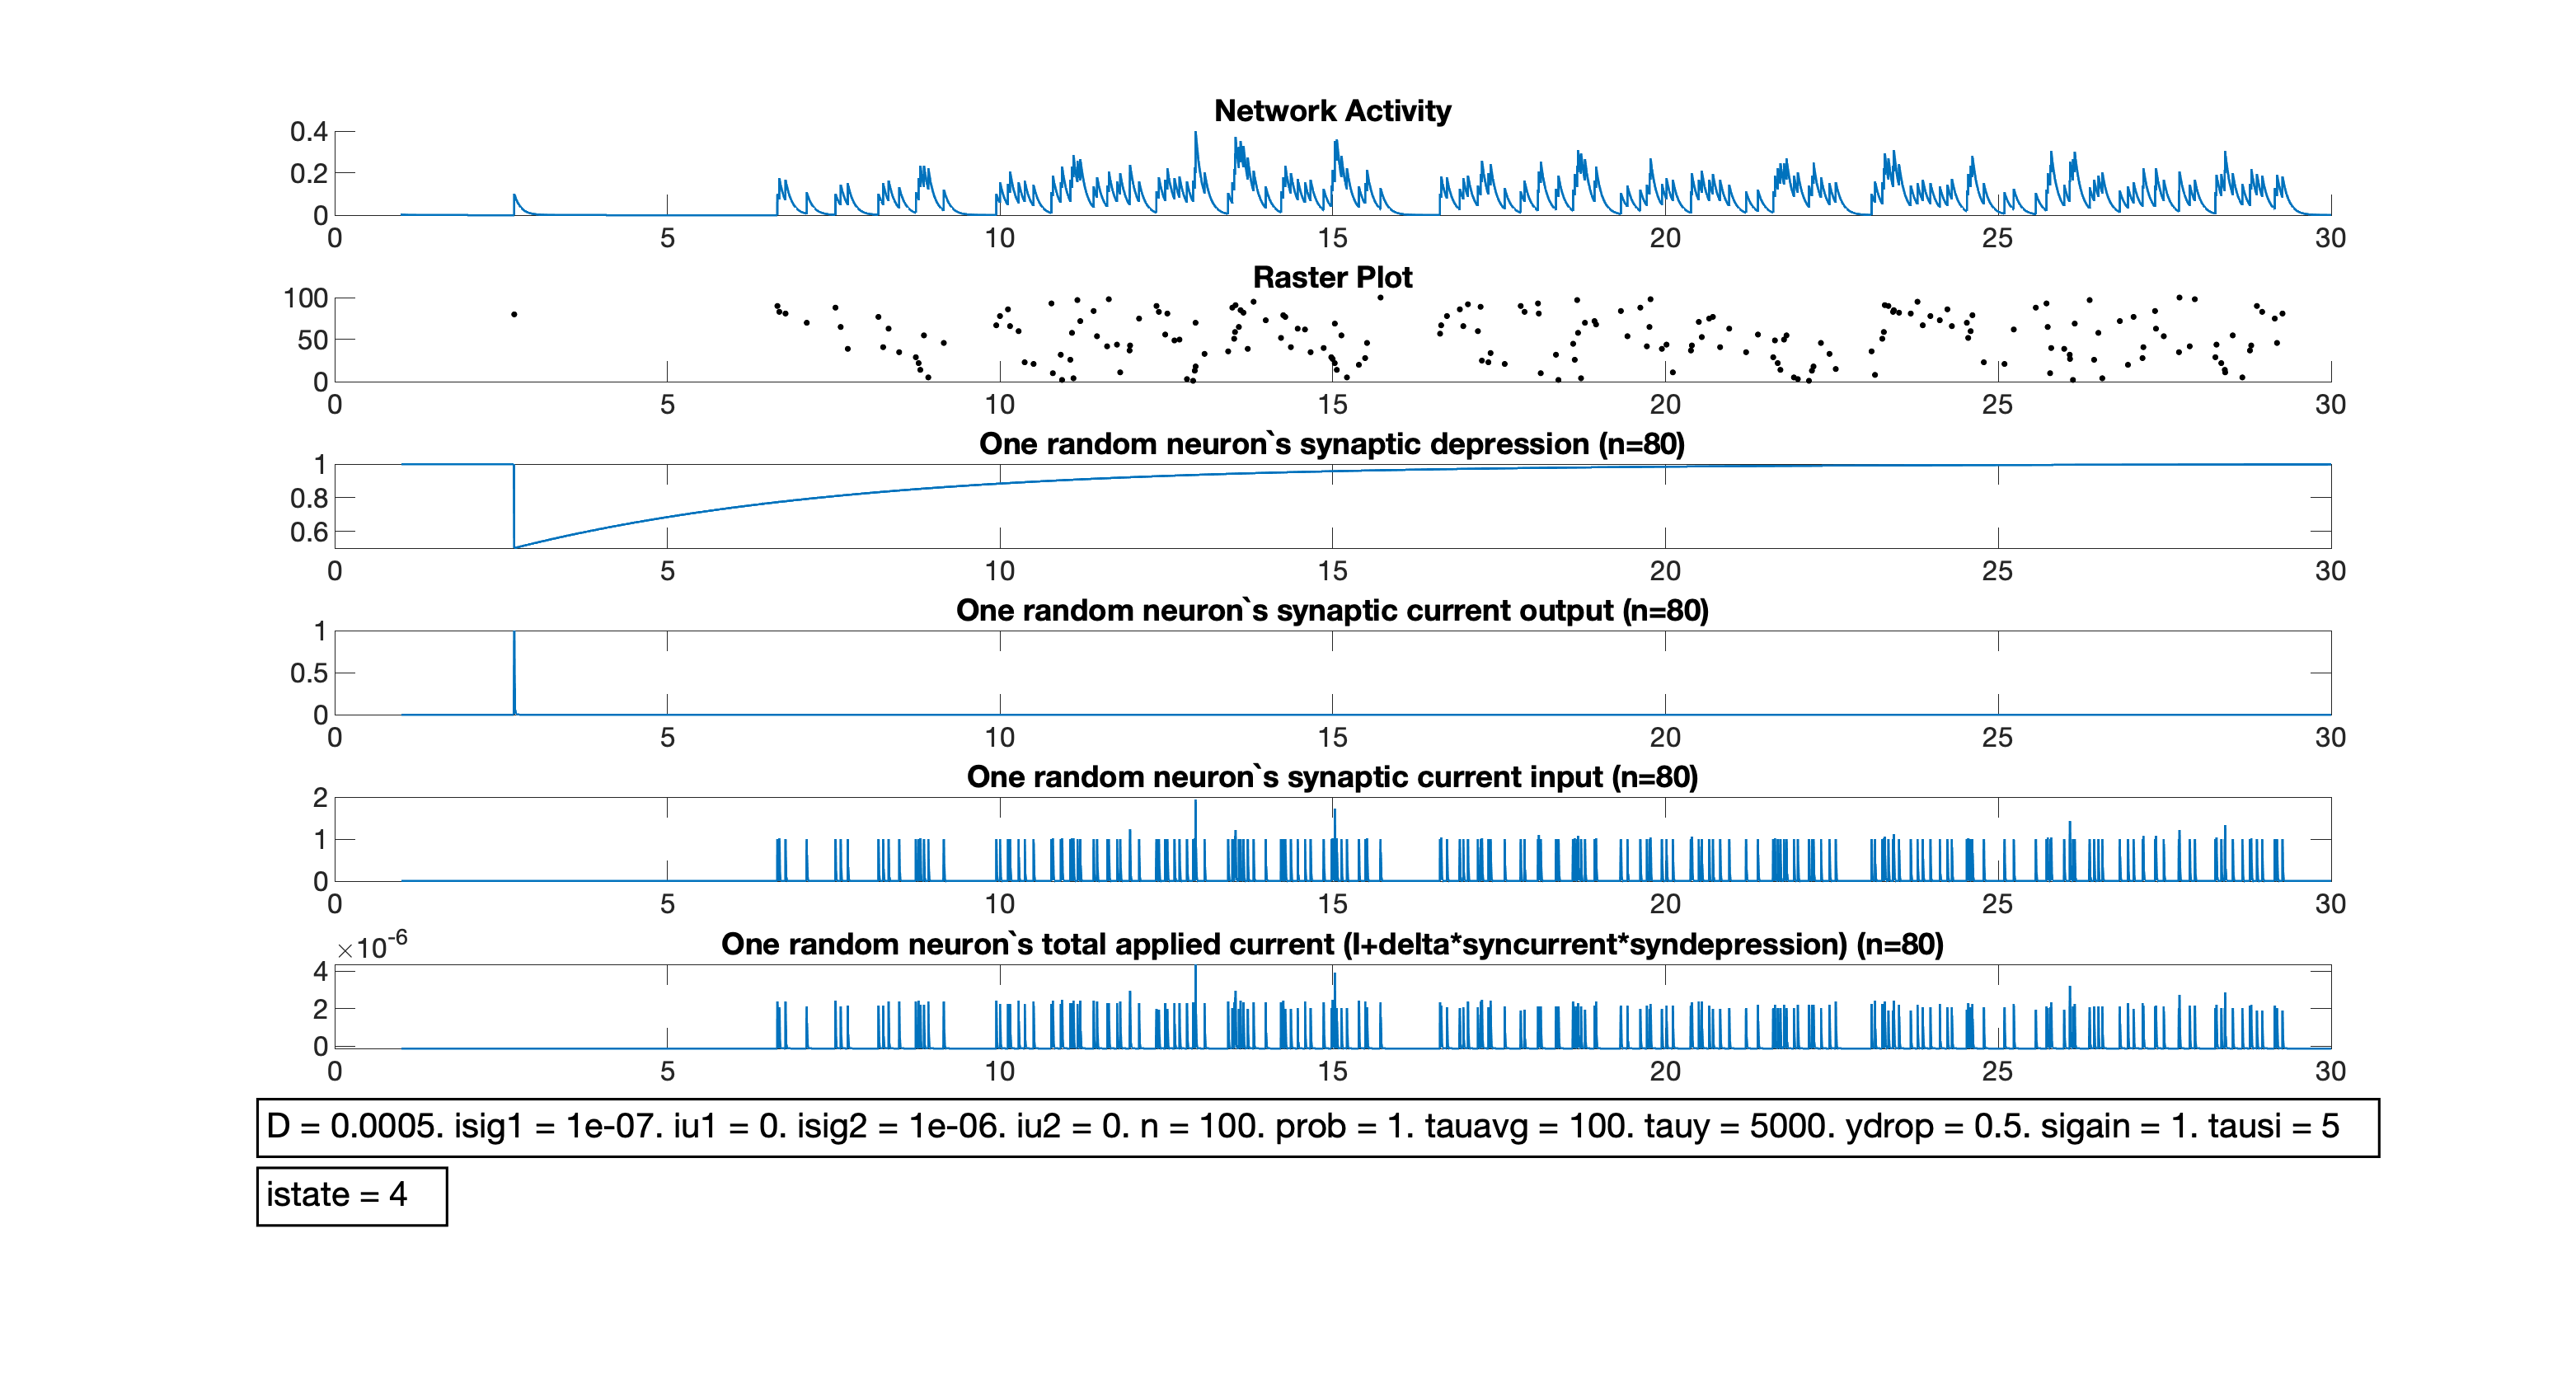 Network Activity
0.4
0.2
0
0 5 10 15 20 25 30
Raster Plot
100
50
0
0 5 10 15 20 25 30
One random neuron`s synaptic depression (n=80)
1
0.8
0.6
0 5 10 15 20 25 30
One random neuron`s synaptic current output (n=80)
1
0.5
0
0 5 10 15 20 25 30
One random neuron`s synaptic current input (n=80)
2
1
0
0 5 10 15 20 25 30
×10⁻⁶ One random neuron`s total applied current (I+delta*syncurrent*syndepression) (n=80)
4
2
0
0 5 10 15 20 25 30
D = 0.0005. isig1 = 1e-07. iu1 = 0. isig2 = 1e-06. iu2 = 0. n = 100. prob = 1. tauavg = 100. tauy = 5000. ydrop = 0.5. sigain = 1. tausi = 5
istate = 4